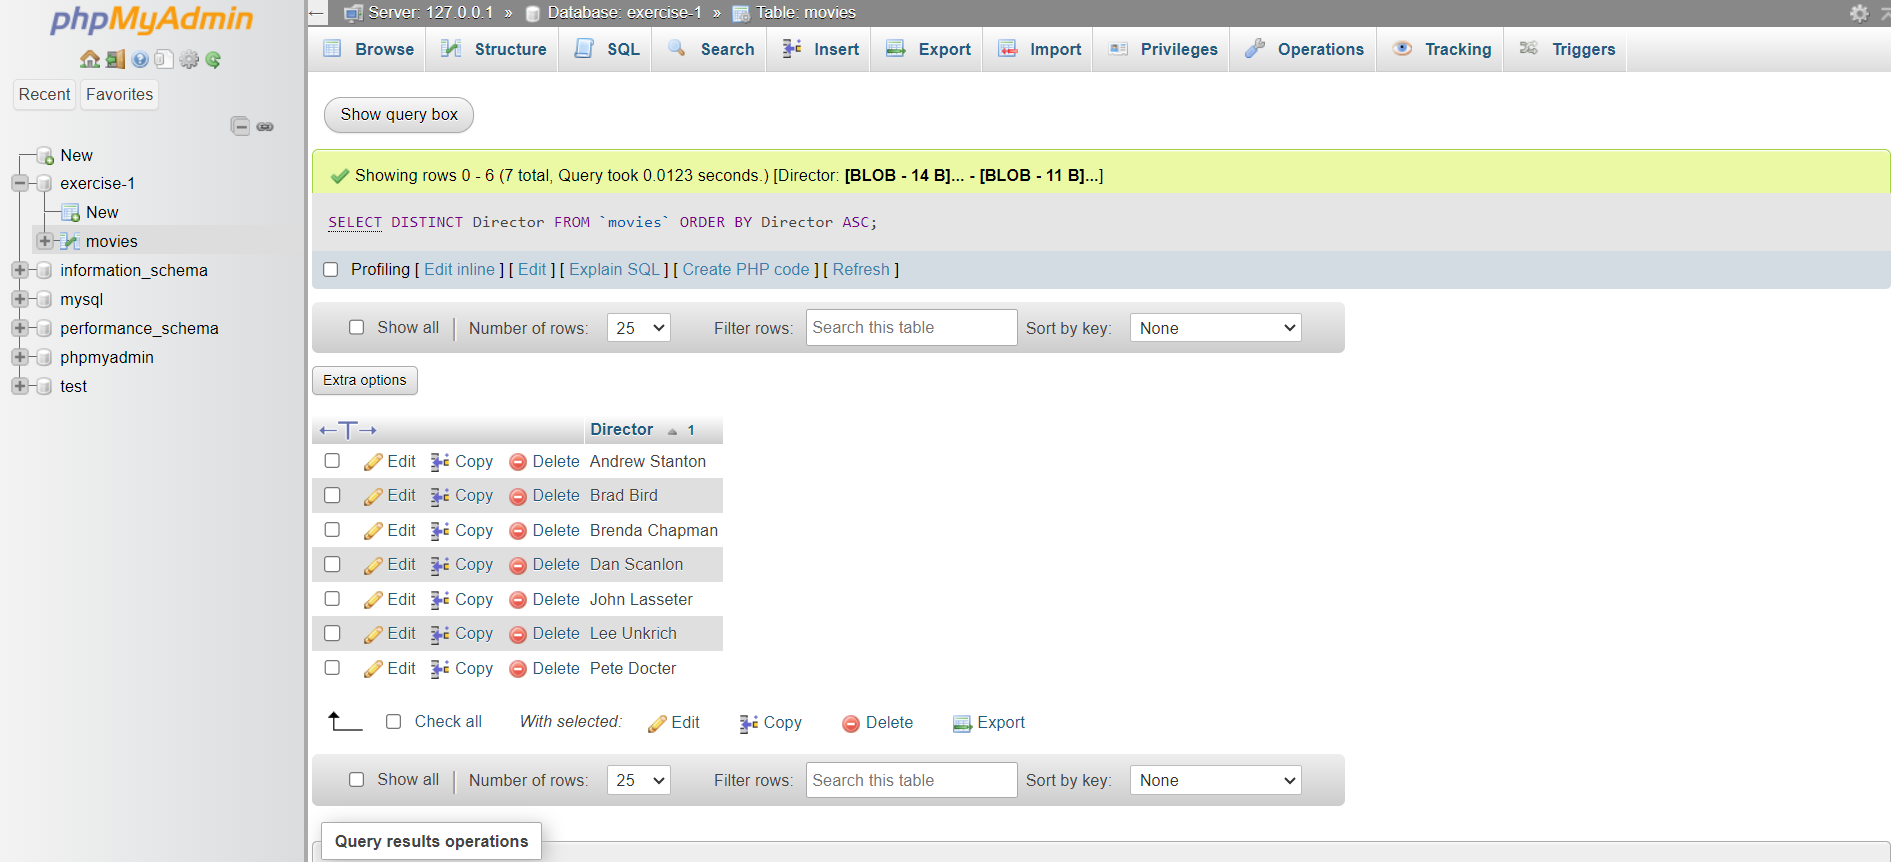 phpMyAdmin
Recent Favorites
New
exercise-1
New
movies
information_schema
mysql
performance_schema
phpmyadmin
test
Server: 127.0.0.1 » Database: exercise-1 » Table: movies
Browse Structure SQL Search Insert Export Import Privileges Operations Tracking Triggers
Show query box
Showing rows 0 - 6 (7 total, Query took 0.0123 seconds.) [Director: [BLOB - 14 B]... - [BLOB - 11 B]...]
SELECT DISTINCT Director FROM `movies` ORDER BY Director ASC;
Profiling [ Edit inline ] [ Edit ] [ Explain SQL ] [ Create PHP code ] [ Refresh ]
Show all Number of rows: 25 Filter rows: Search this table Sort by key: None
Extra options
Director 1
Edit Copy Delete Andrew Stanton
Edit Copy Delete Brad Bird
Edit Copy Delete Brenda Chapman
Edit Copy Delete Dan Scanlon
Edit Copy Delete John Lasseter
Edit Copy Delete Lee Unkrich
Edit Copy Delete Pete Docter
Check all With selected: Edit Copy Delete Export
Show all Number of rows: 25 Filter rows: Search this table Sort by key: None
Query results operations